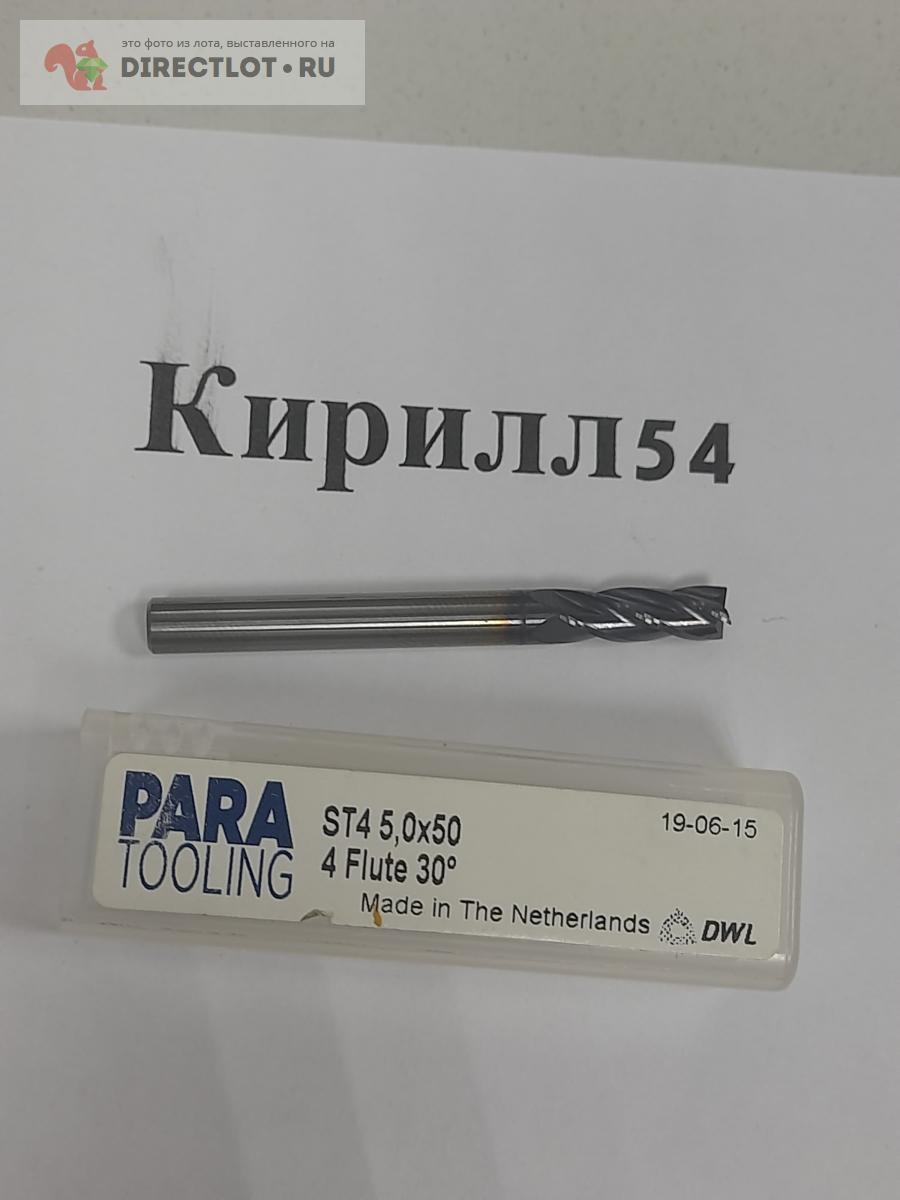 это фото из лота, выставленного на
DIRECTLOT•RU
Кирилл54
PARA
TOOLING
ST4 5,0x50
4 Flute 30°
19-06-15
Made in The Netherlands
DWL